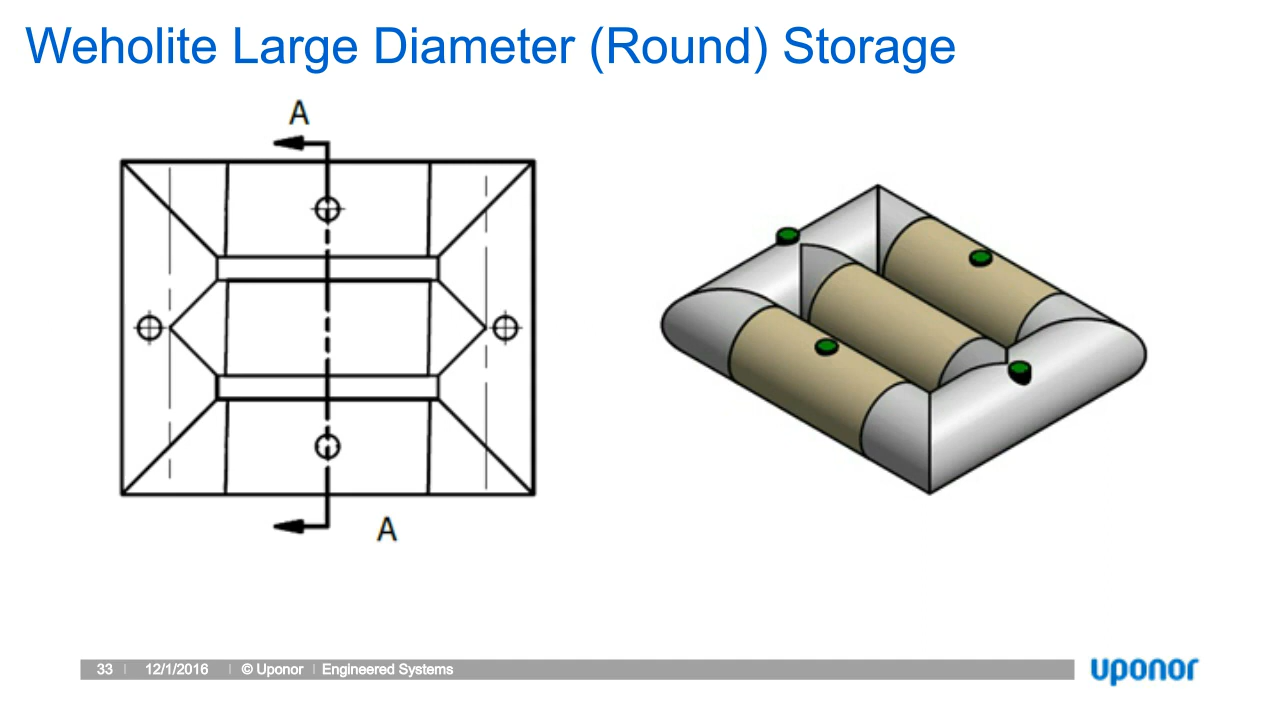 Weholite Large Diameter (Round) Storage
A
A
33 | 12/1/2016 | © Uponor | Engineered Systems
uponor